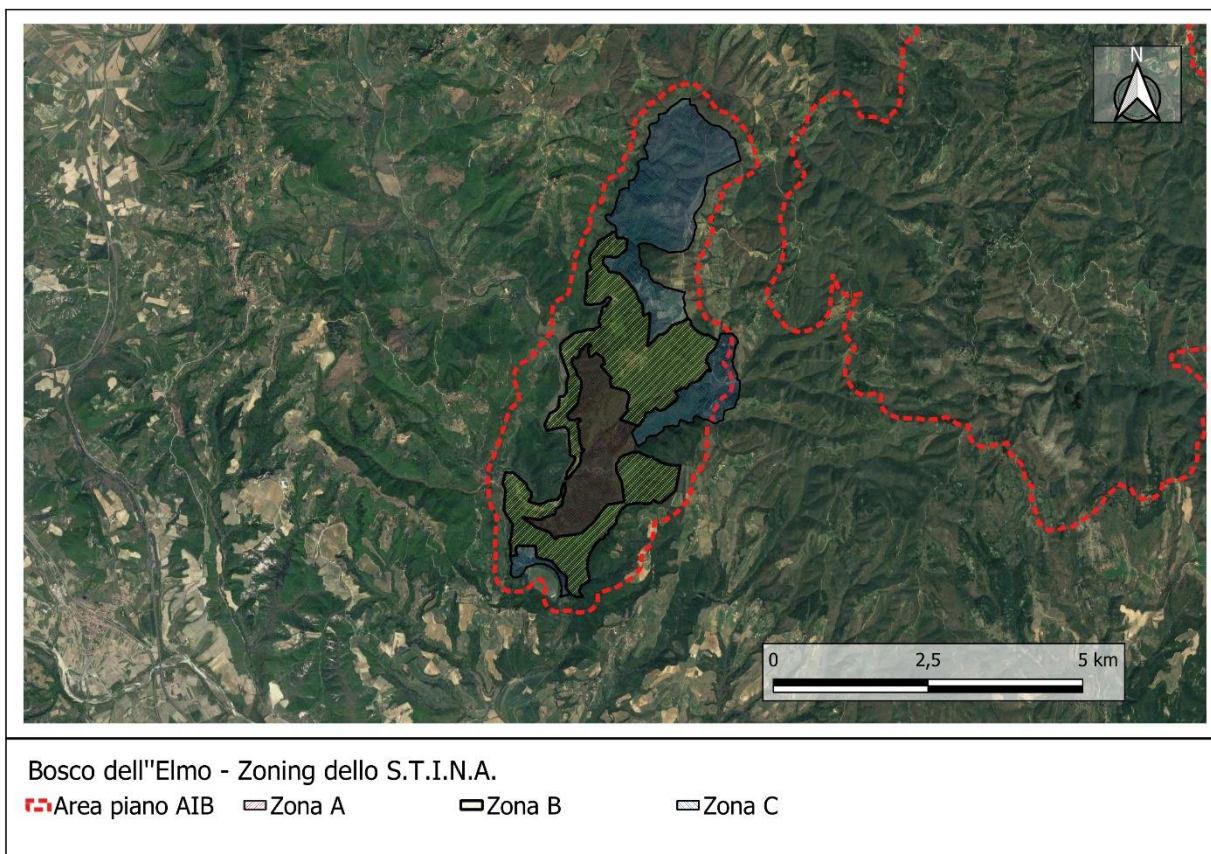 N
0 2,5 5 km
Bosco dell''Elmo - Zoning dello S.T.I.N.A.
Area piano AIB Zona A Zona B Zona C